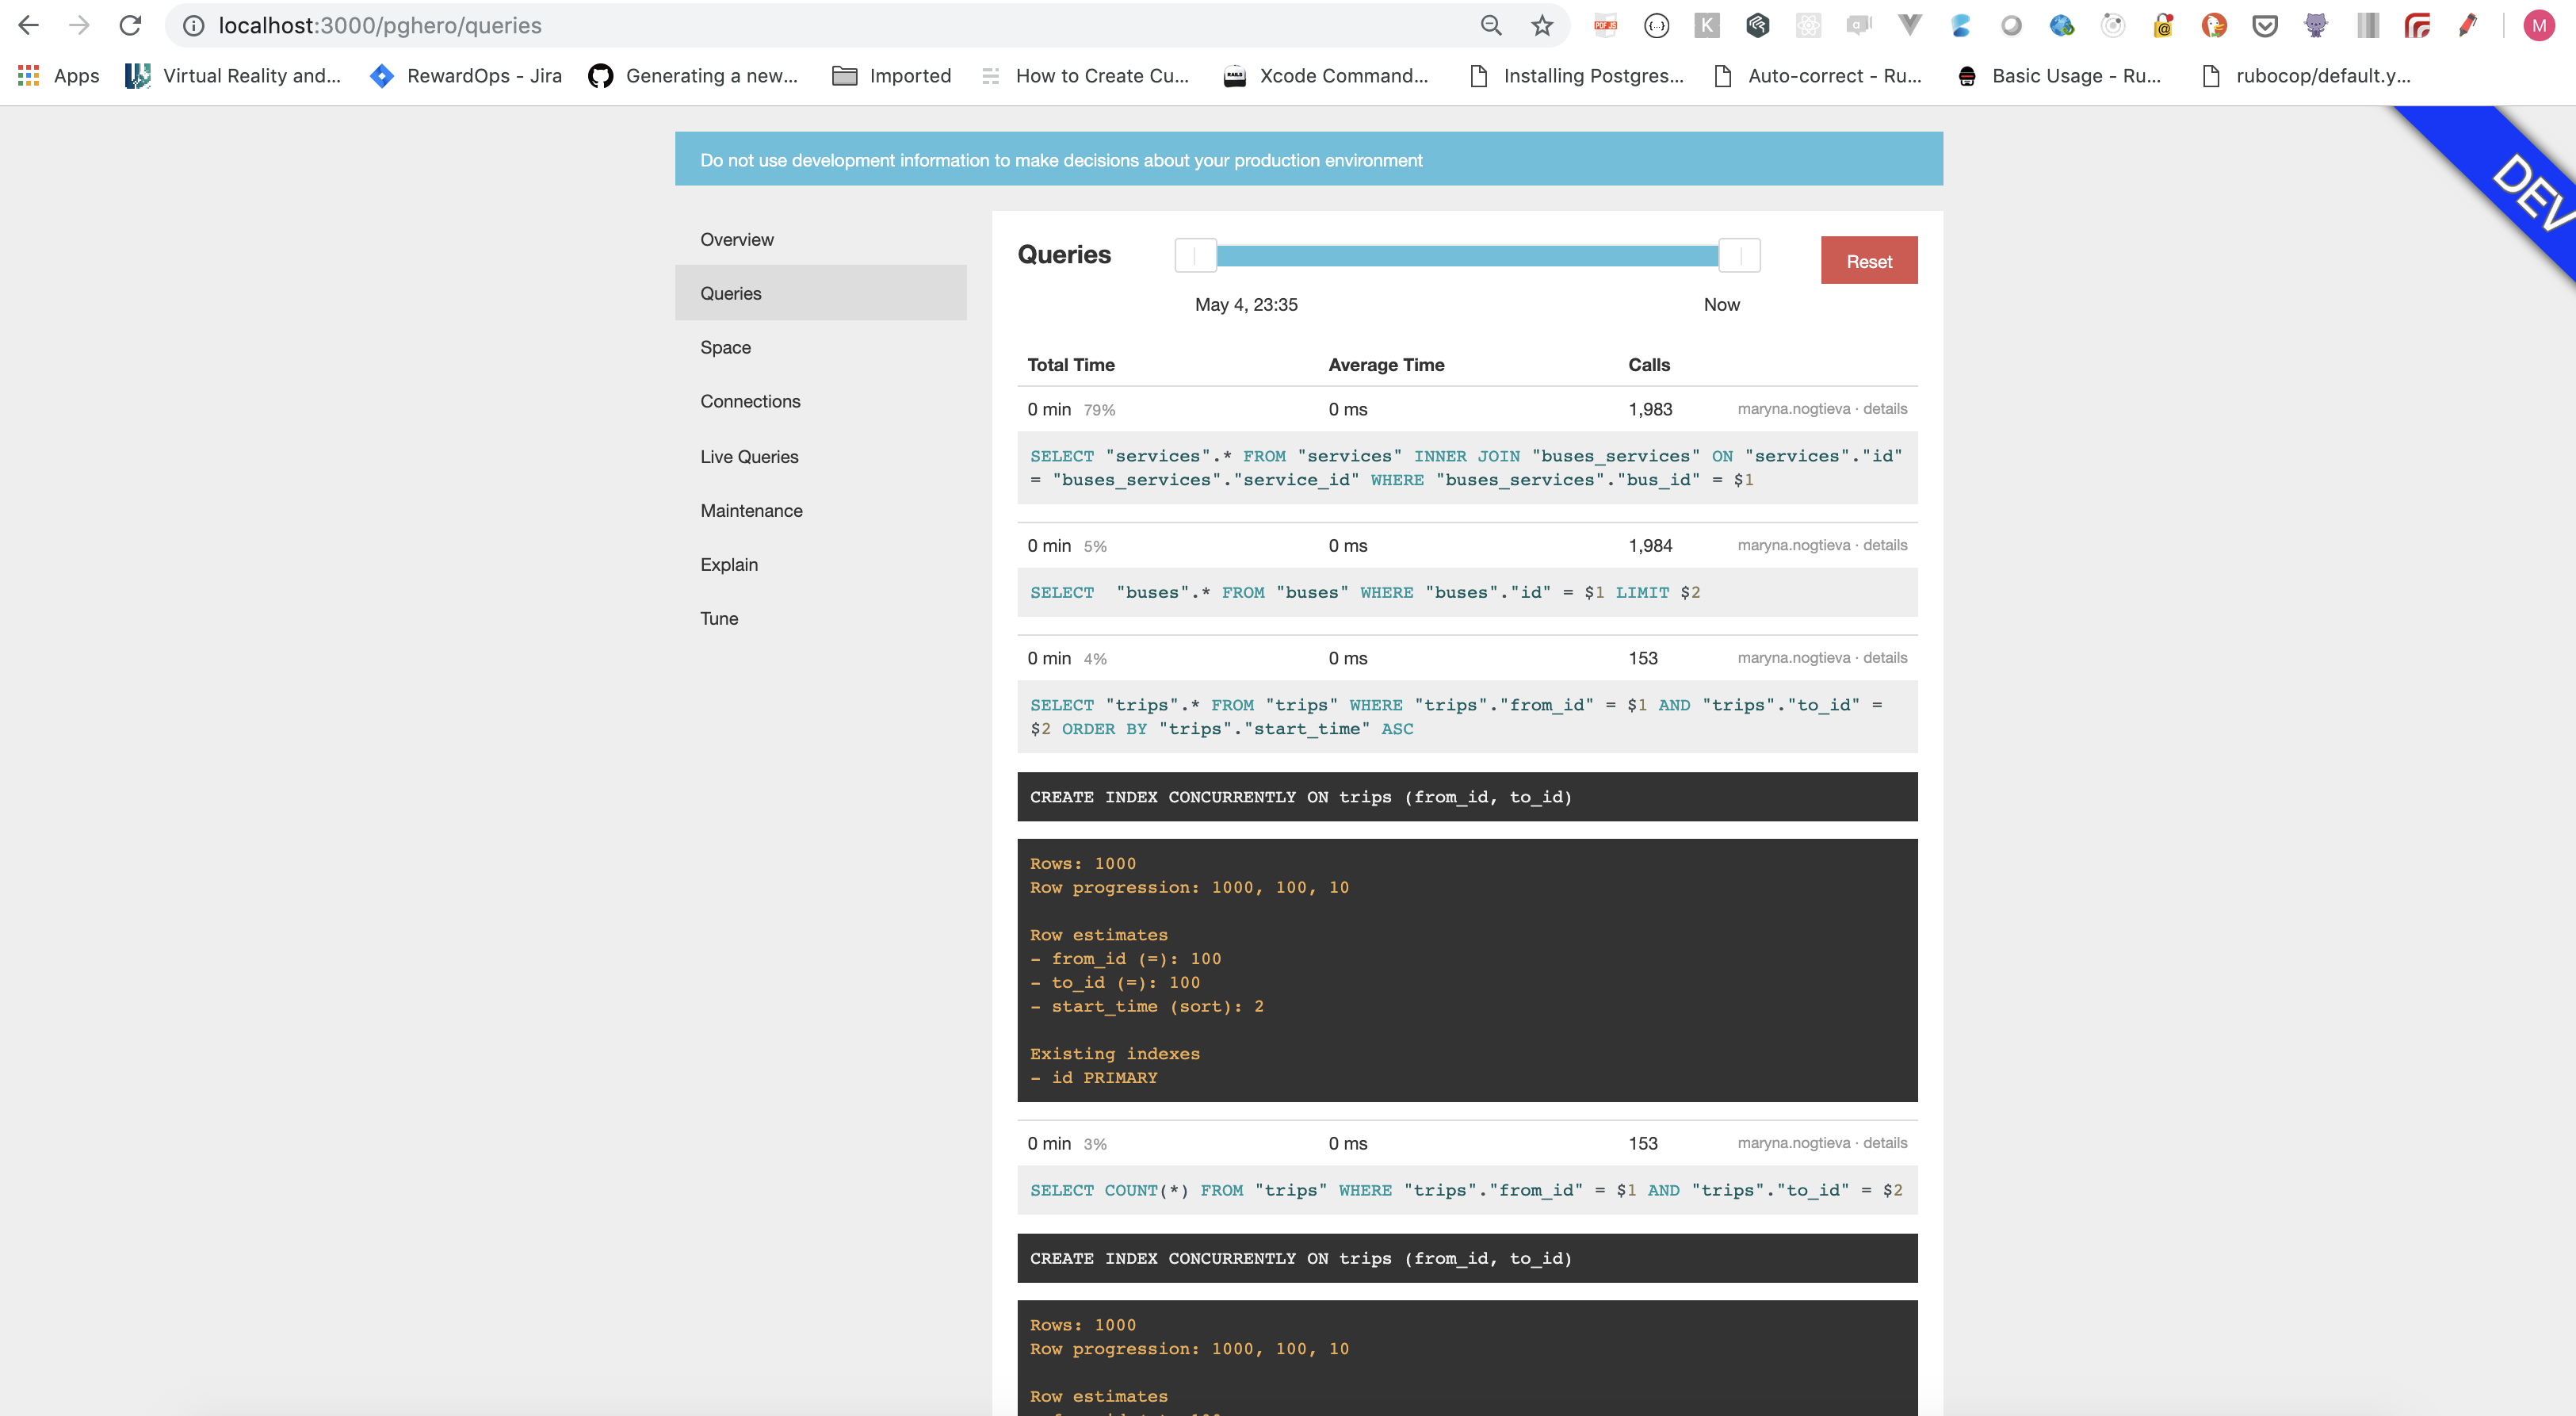 localhost:3000/pghero/queries
PDF JS
K
M
Apps
Virtual Reality and...
RewardOps - Jira
Generating a new...
Imported
How to Create Cu...
Xcode Command...
Installing Postgres...
Auto-correct - Ru...
Basic Usage - Ru...
rubocop/default.y...
DEV
Do not use development information to make decisions about your production environment
Overview
Queries
Space
Connections
Live Queries
Maintenance
Explain
Tune
Queries
Reset
May 4, 23:35
Now
Total Time Average Time Calls
0 min 79% 0 ms 1,983 maryna.nogtieva · details
SELECT "services".* FROM "services" INNER JOIN "buses_services" ON "services"."id"
= "buses_services"."service_id" WHERE "buses_services"."bus_id" = $1
0 min 5% 0 ms 1,984 maryna.nogtieva · details
SELECT  "buses".* FROM "buses" WHERE "buses"."id" = $1 LIMIT $2
0 min 4% 0 ms 153 maryna.nogtieva · details
SELECT "trips".* FROM "trips" WHERE "trips"."from_id" = $1 AND "trips"."to_id" =
$2 ORDER BY "trips"."start_time" ASC
CREATE INDEX CONCURRENTLY ON trips (from_id, to_id)
Rows: 1000
Row progression: 1000, 100, 10
Row estimates
- from_id (=): 100
- to_id (=): 100
- start_time (sort): 2
Existing indexes
- id PRIMARY
0 min 3% 0 ms 153 maryna.nogtieva · details
SELECT COUNT(*) FROM "trips" WHERE "trips"."from_id" = $1 AND "trips"."to_id" = $2
CREATE INDEX CONCURRENTLY ON trips (from_id, to_id)
Rows: 1000
Row progression: 1000, 100, 10
Row estimates